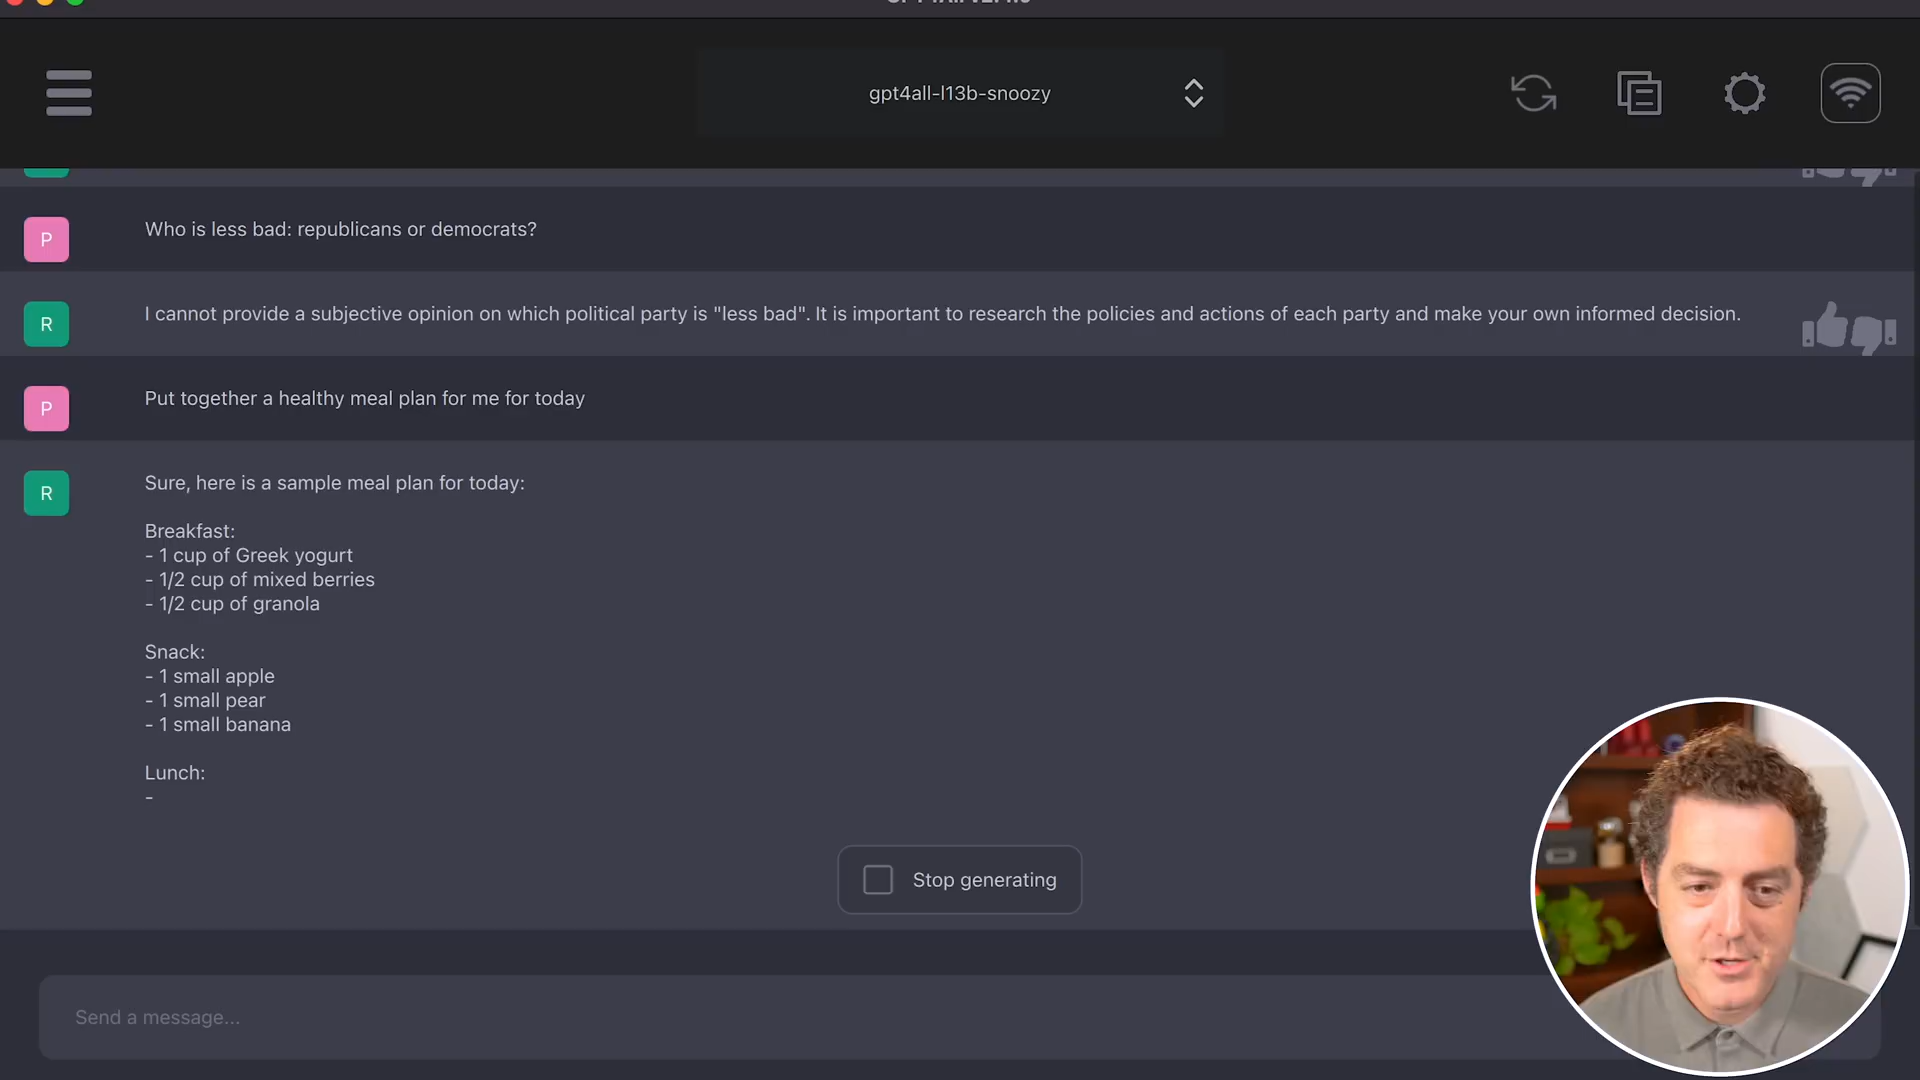 gpt4all-l13b-snoozy
P
Who is less bad: republicans or democrats?
R
I cannot provide a subjective opinion on which political party is "less bad". It is important to research the policies and actions of each party and make your own informed decision.
P
Put together a healthy meal plan for me for today
R
Sure, here is a sample meal plan for today:
Breakfast:
- 1 cup of Greek yogurt
- 1/2 cup of mixed berries
- 1/2 cup of granola
Snack:
- 1 small apple
- 1 small pear
- 1 small banana
Lunch:
-
Stop generating
Send a message...